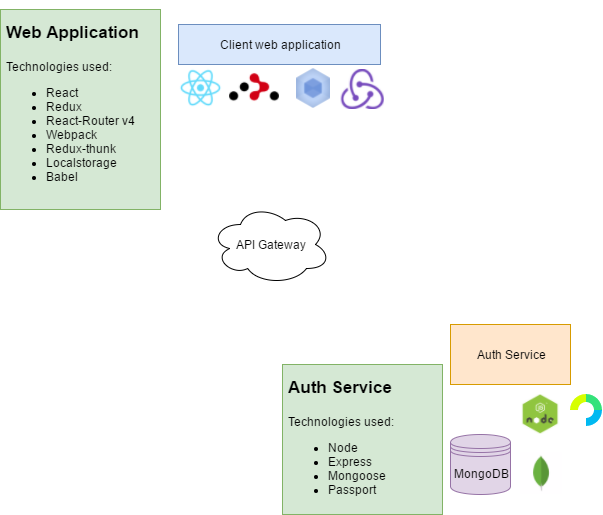 Web Application
Technologies used:
React
Redux
React-Router v4
Webpack
Redux-thunk
Localstorage
Babel
Client web application
API Gateway
Auth Service
Auth Service
Technologies used:
Node
Express
Mongoose
Passport
node
MongoDB